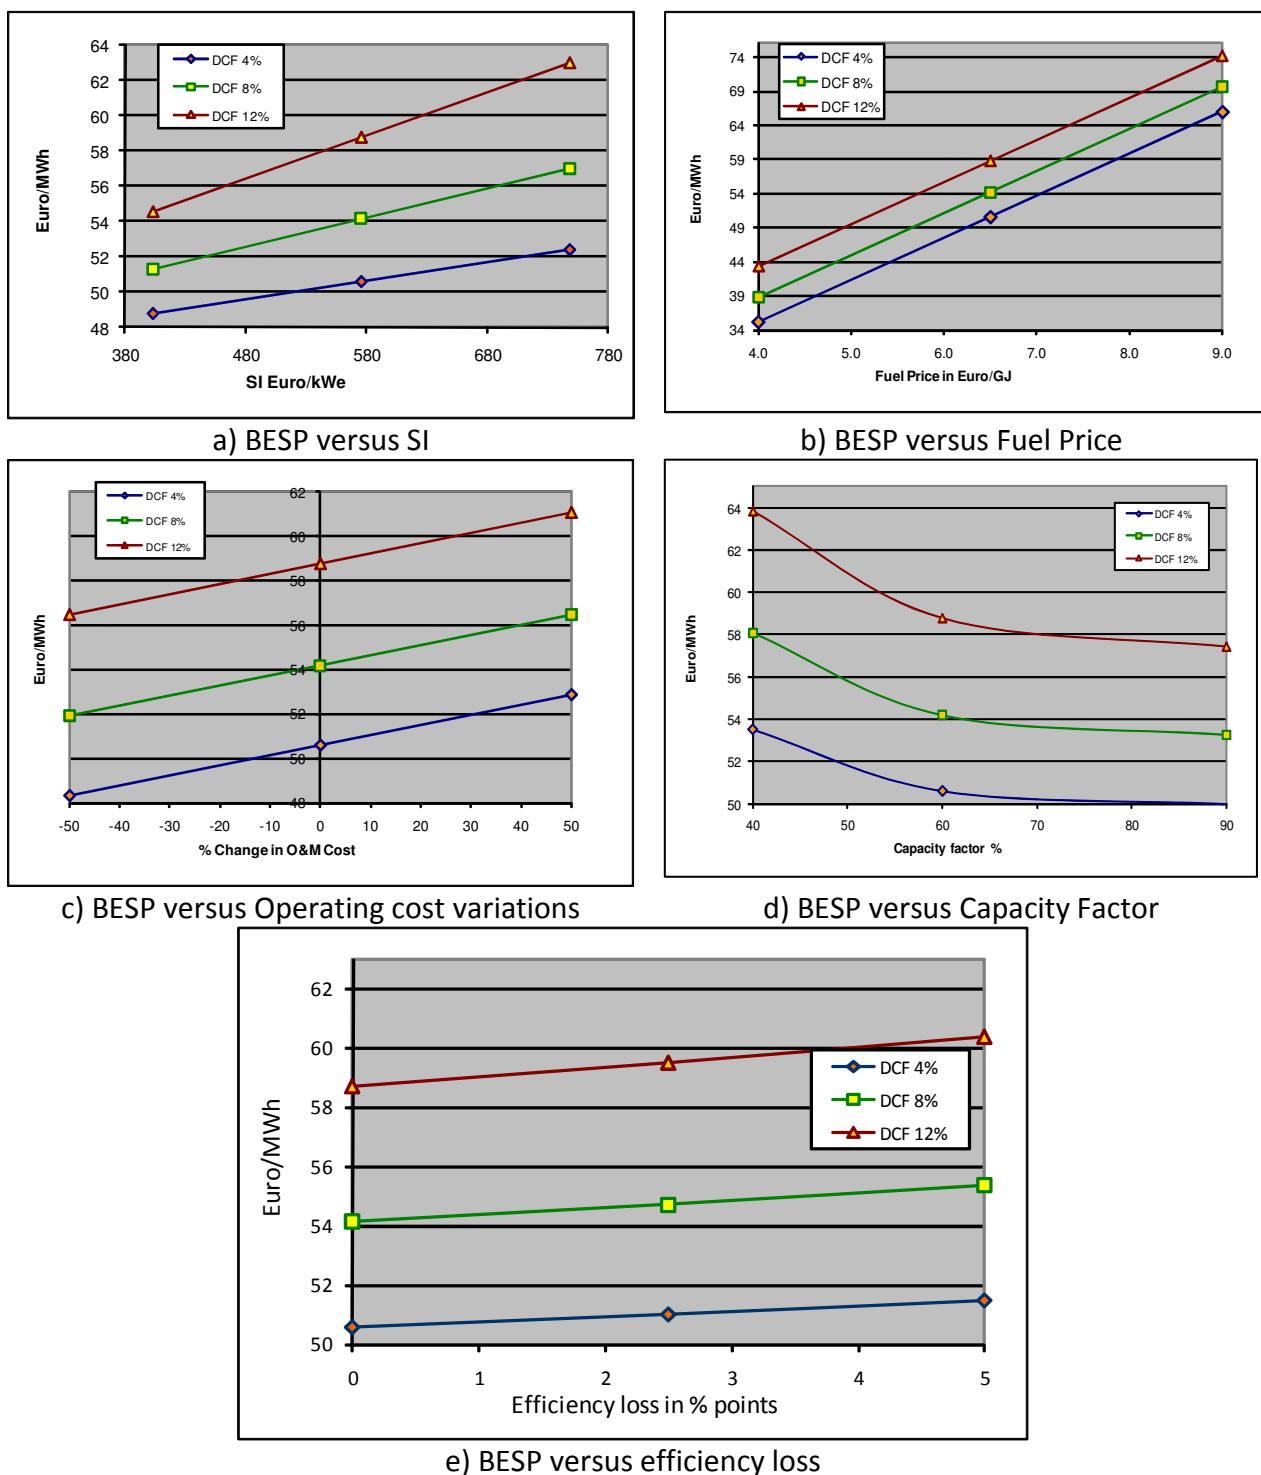 64
62
60
58
56
54
52
50
48
Euro/MWh
DCF 4%
DCF 8%
DCF 12%
380 480 580 680 780
SI Euro/kWe
a) BESP versus SI
74
69
64
59
54
49
44
39
34
Euro/MWh
DCF 4%
DCF 8%
DCF 12%
4.0 5.0 6.0 7.0 8.0 9.0
Fuel Price in Euro/GJ
b) BESP versus Fuel Price
62
60
58
56
54
52
50
48
Euro/MWh
DCF 4%
DCF 8%
DCF 12%
-50 -40 -30 -20 -10 0 10 20 30 40 50
% Change in O&M Cost
c) BESP versus Operating cost variations
64
62
60
58
56
54
52
50
Euro/MWh
DCF 4%
DCF 8%
DCF 12%
40 50 60 70 80 90
Capacity factor %
d) BESP versus Capacity Factor
62
60
58
56
54
52
50
Euro/MWh
DCF 4%
DCF 8%
DCF 12%
0 1 2 3 4 5
Efficiency loss in % points
e) BESP versus efficiency loss